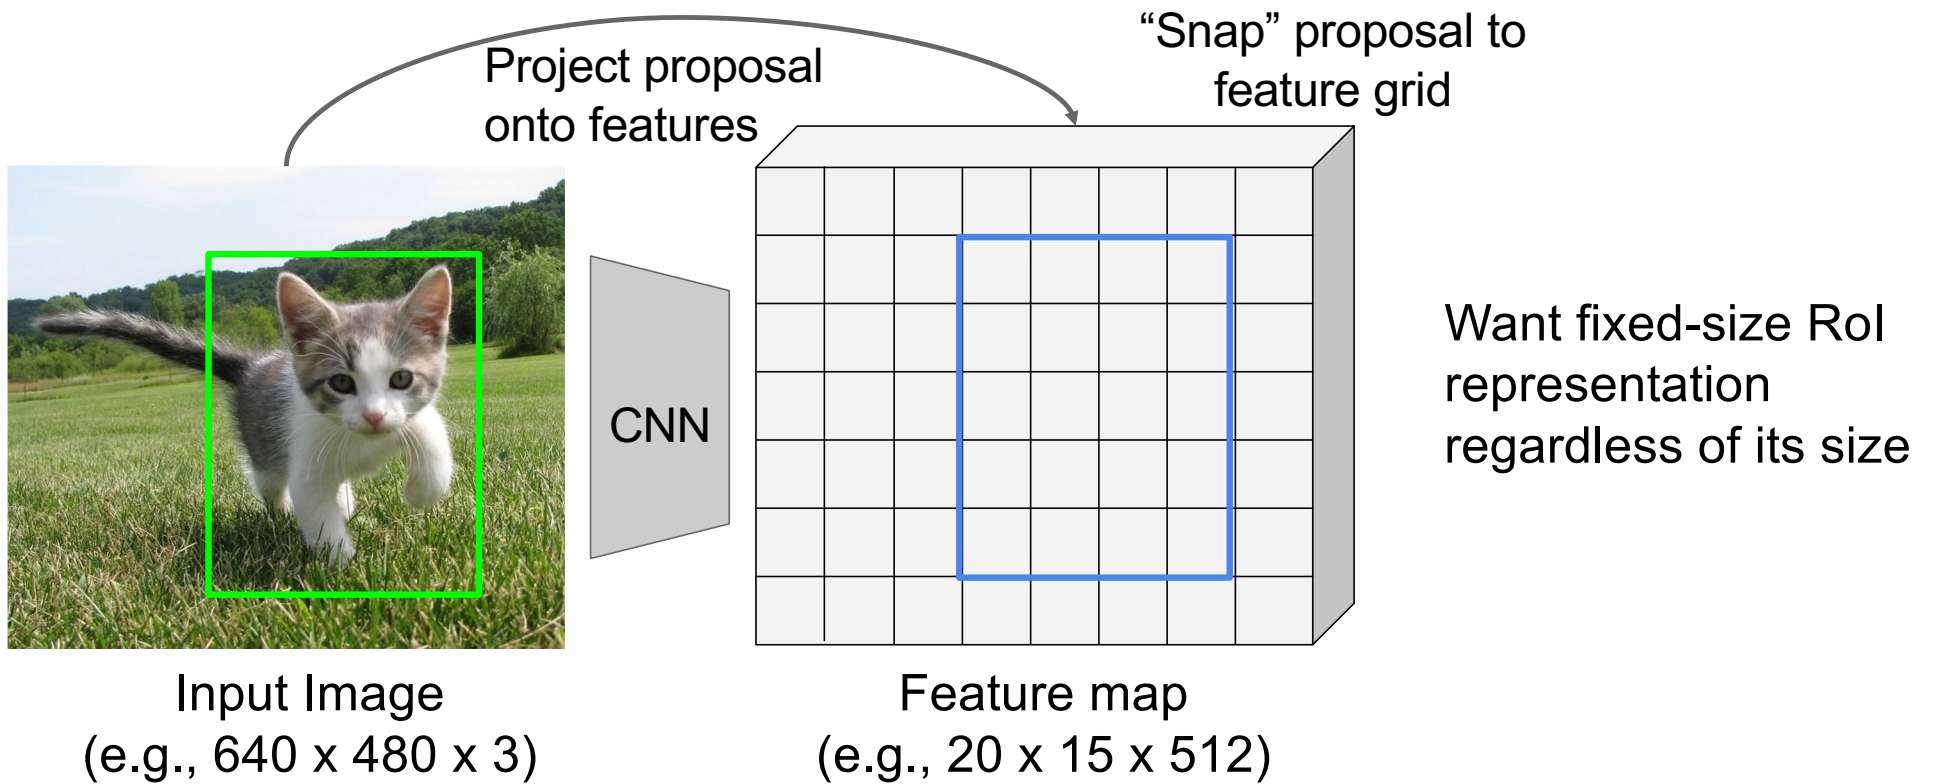 Project proposal
onto features
“Snap” proposal to
feature grid
CNN
Want fixed-size RoI
representation
regardless of its size
Input Image
(e.g., 640 x 480 x 3)
Feature map
(e.g., 20 x 15 x 512)